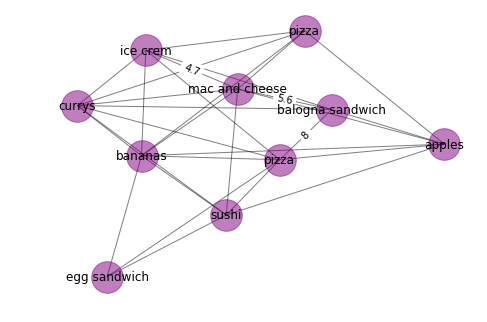 pizza
ice crem
4.7
mac and cheese
5.6
currys
balogna sandwich
8
apples
bananas
pizza
sushi
egg sandwich